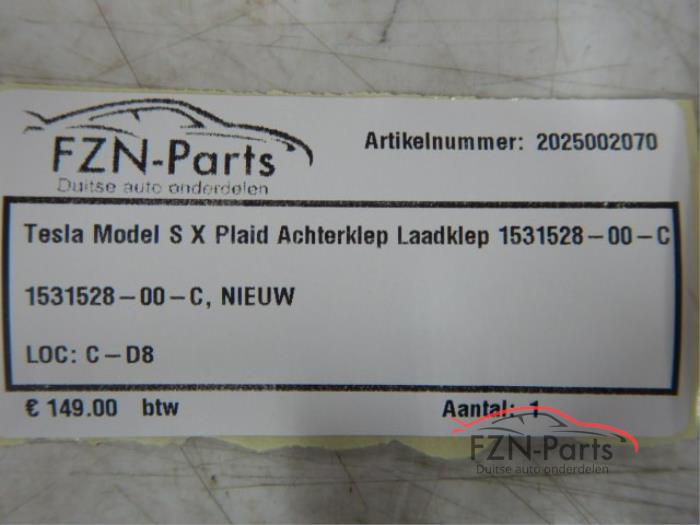 FZN-Parts
Duitse auto onderdelen
Artikelnummer: 2025002070
Tesla Model S X Plaid Achterklep Laadklep 1531528-00-C
1531528-00-C, NIEUW
LOC: C-D8
€ 149.00 btw
Aantal: 1
FZN-Parts
Duitse auto onderdelen